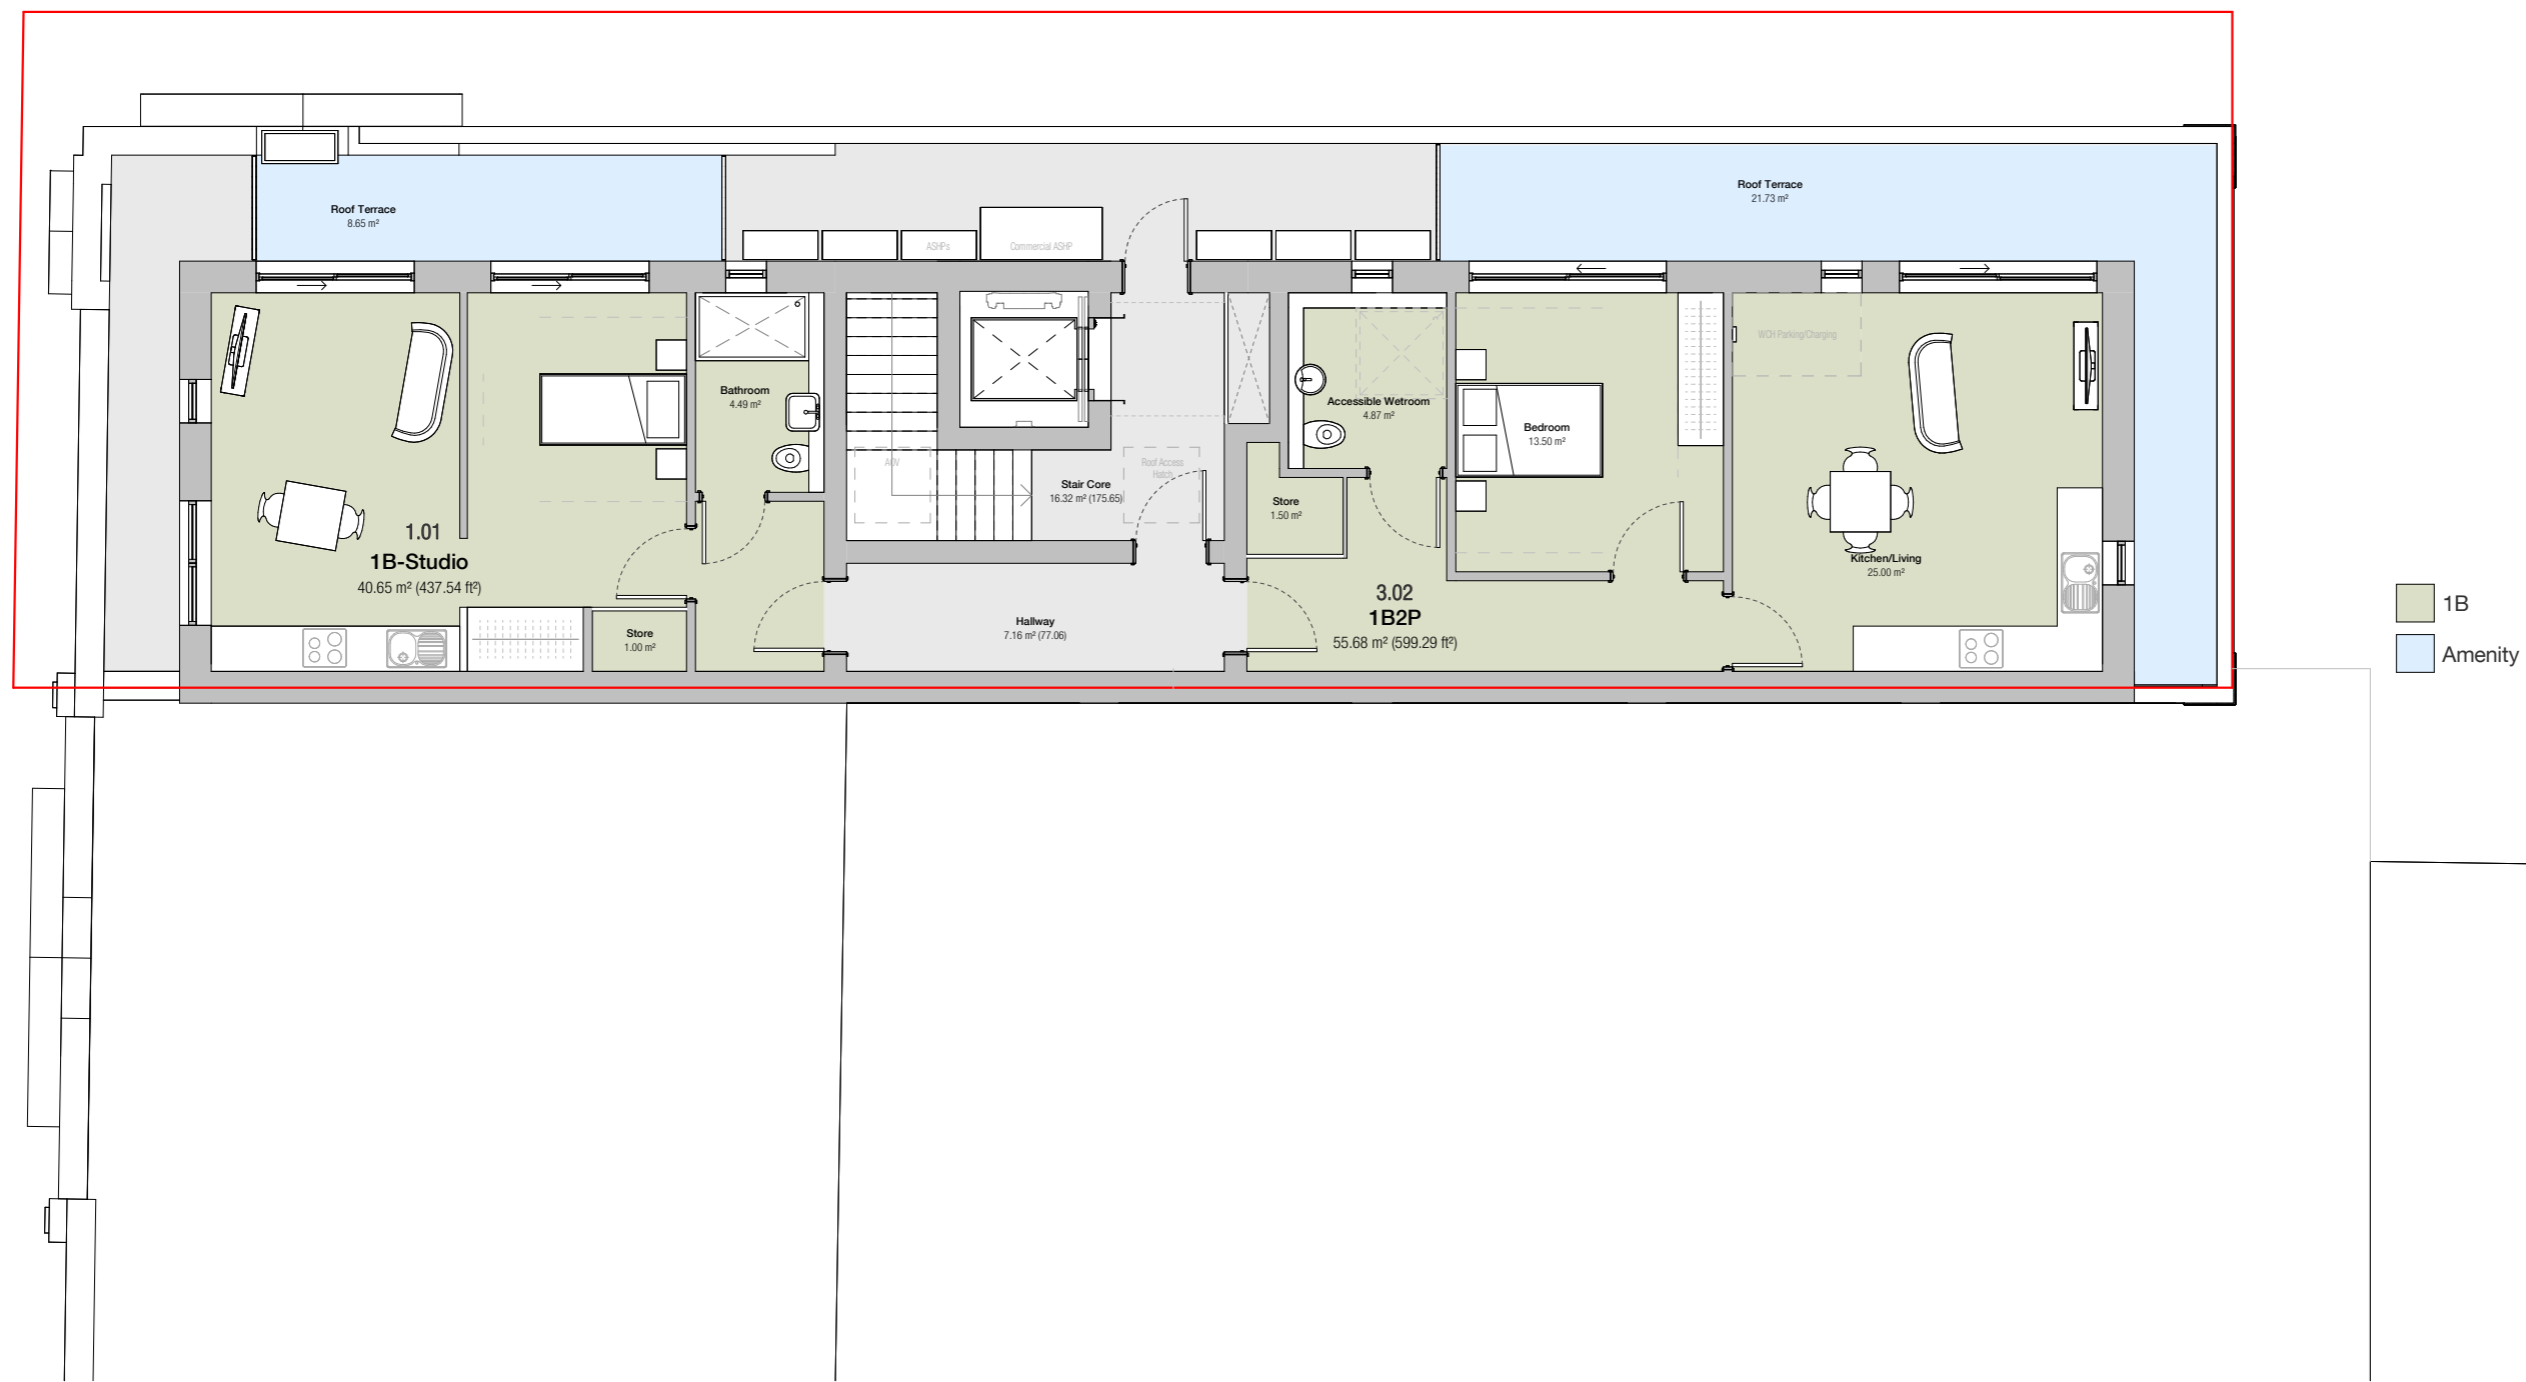 Roof Terrace
8.65 m²
Roof Terrace
21.73 m²
ASHPs
Commercial ASHP
WCH Parking/Charging
Bathroom
4.49 m²
Accessible Wetroom
4.87 m²
Bedroom
13.50 m²
AOV
Roof Access
Hatch
Stair Core
16.32 m² (175.65)
Store
1.50 m²
1.01
1B-Studio
40.65 m² (437.54 ft²)
Kitchen/Living
25.00 m²
3.02
1B2P
55.68 m² (599.29 ft²)
Store
1.00 m²
Hallway
7.16 m² (77.06)
1B
Amenity